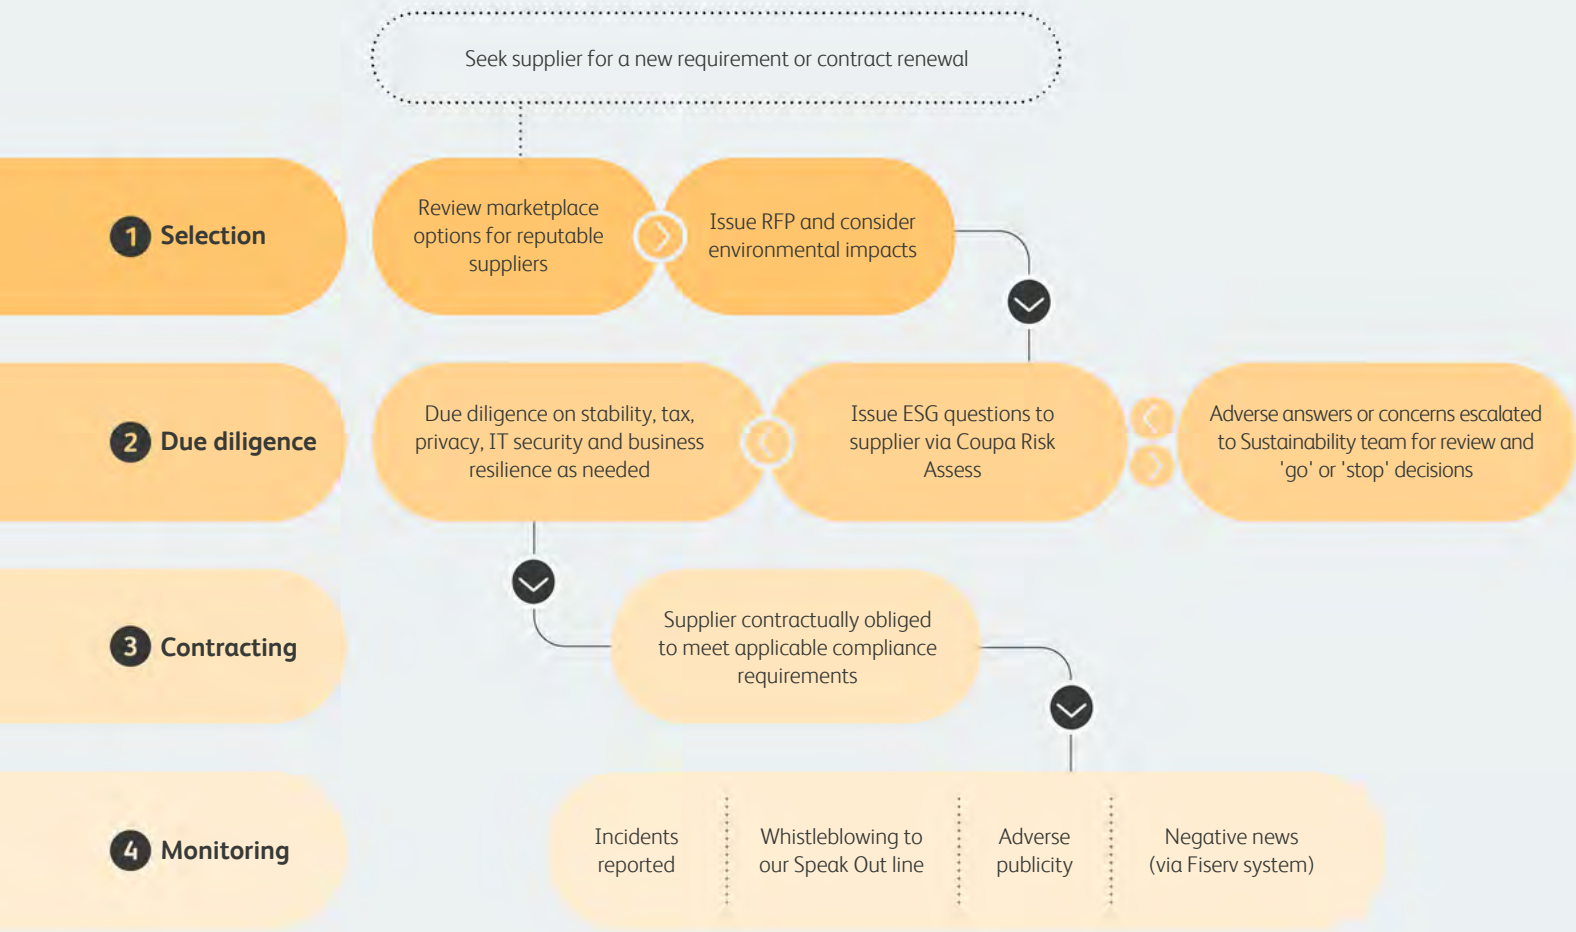 Seek supplier for a new requirement or contract renewal
1 Selection
Review marketplace
options for reputable
suppliers
Issue RFP and consider
environmental impacts
2 Due diligence
Due diligence on stability, tax,
privacy, IT security and business
resilience as needed
Issue ESG questions to
supplier via Coupa Risk
Assess
Adverse answers or concerns escalated
to Sustainability team for review and
'go' or 'stop' decisions
3 Contracting
Supplier contractually obliged
to meet applicable compliance
requirements
4 Monitoring
Incidents
reported
Whistleblowing to
our Speak Out line
Adverse
publicity
Negative news
(via Fiserv system)